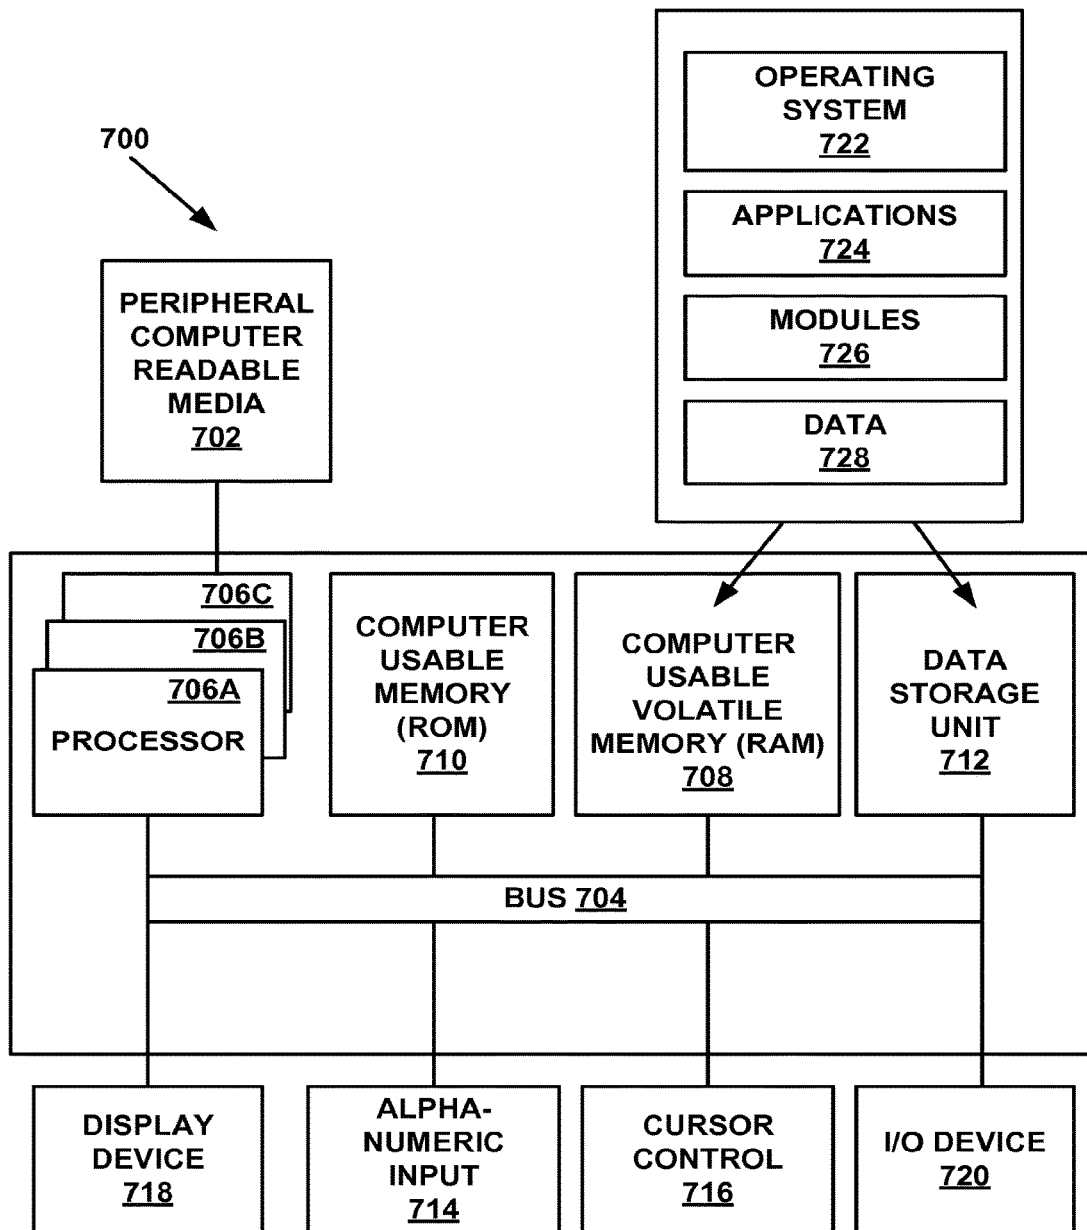 OPERATING
SYSTEM
722
700
APPLICATIONS
724
PERIPHERAL
COMPUTER
READABLE
MEDIA
702
MODULES
726
DATA
728
706C
706B
706A
PROCESSOR
COMPUTER
USABLE
MEMORY
(ROM)
710
COMPUTER
USABLE
VOLATILE
MEMORY (RAM)
708
DATA
STORAGE
UNIT
712
BUS 704
DISPLAY
DEVICE
718
ALPHA-
NUMERIC
INPUT
714
CURSOR
CONTROL
716
I/O DEVICE
720